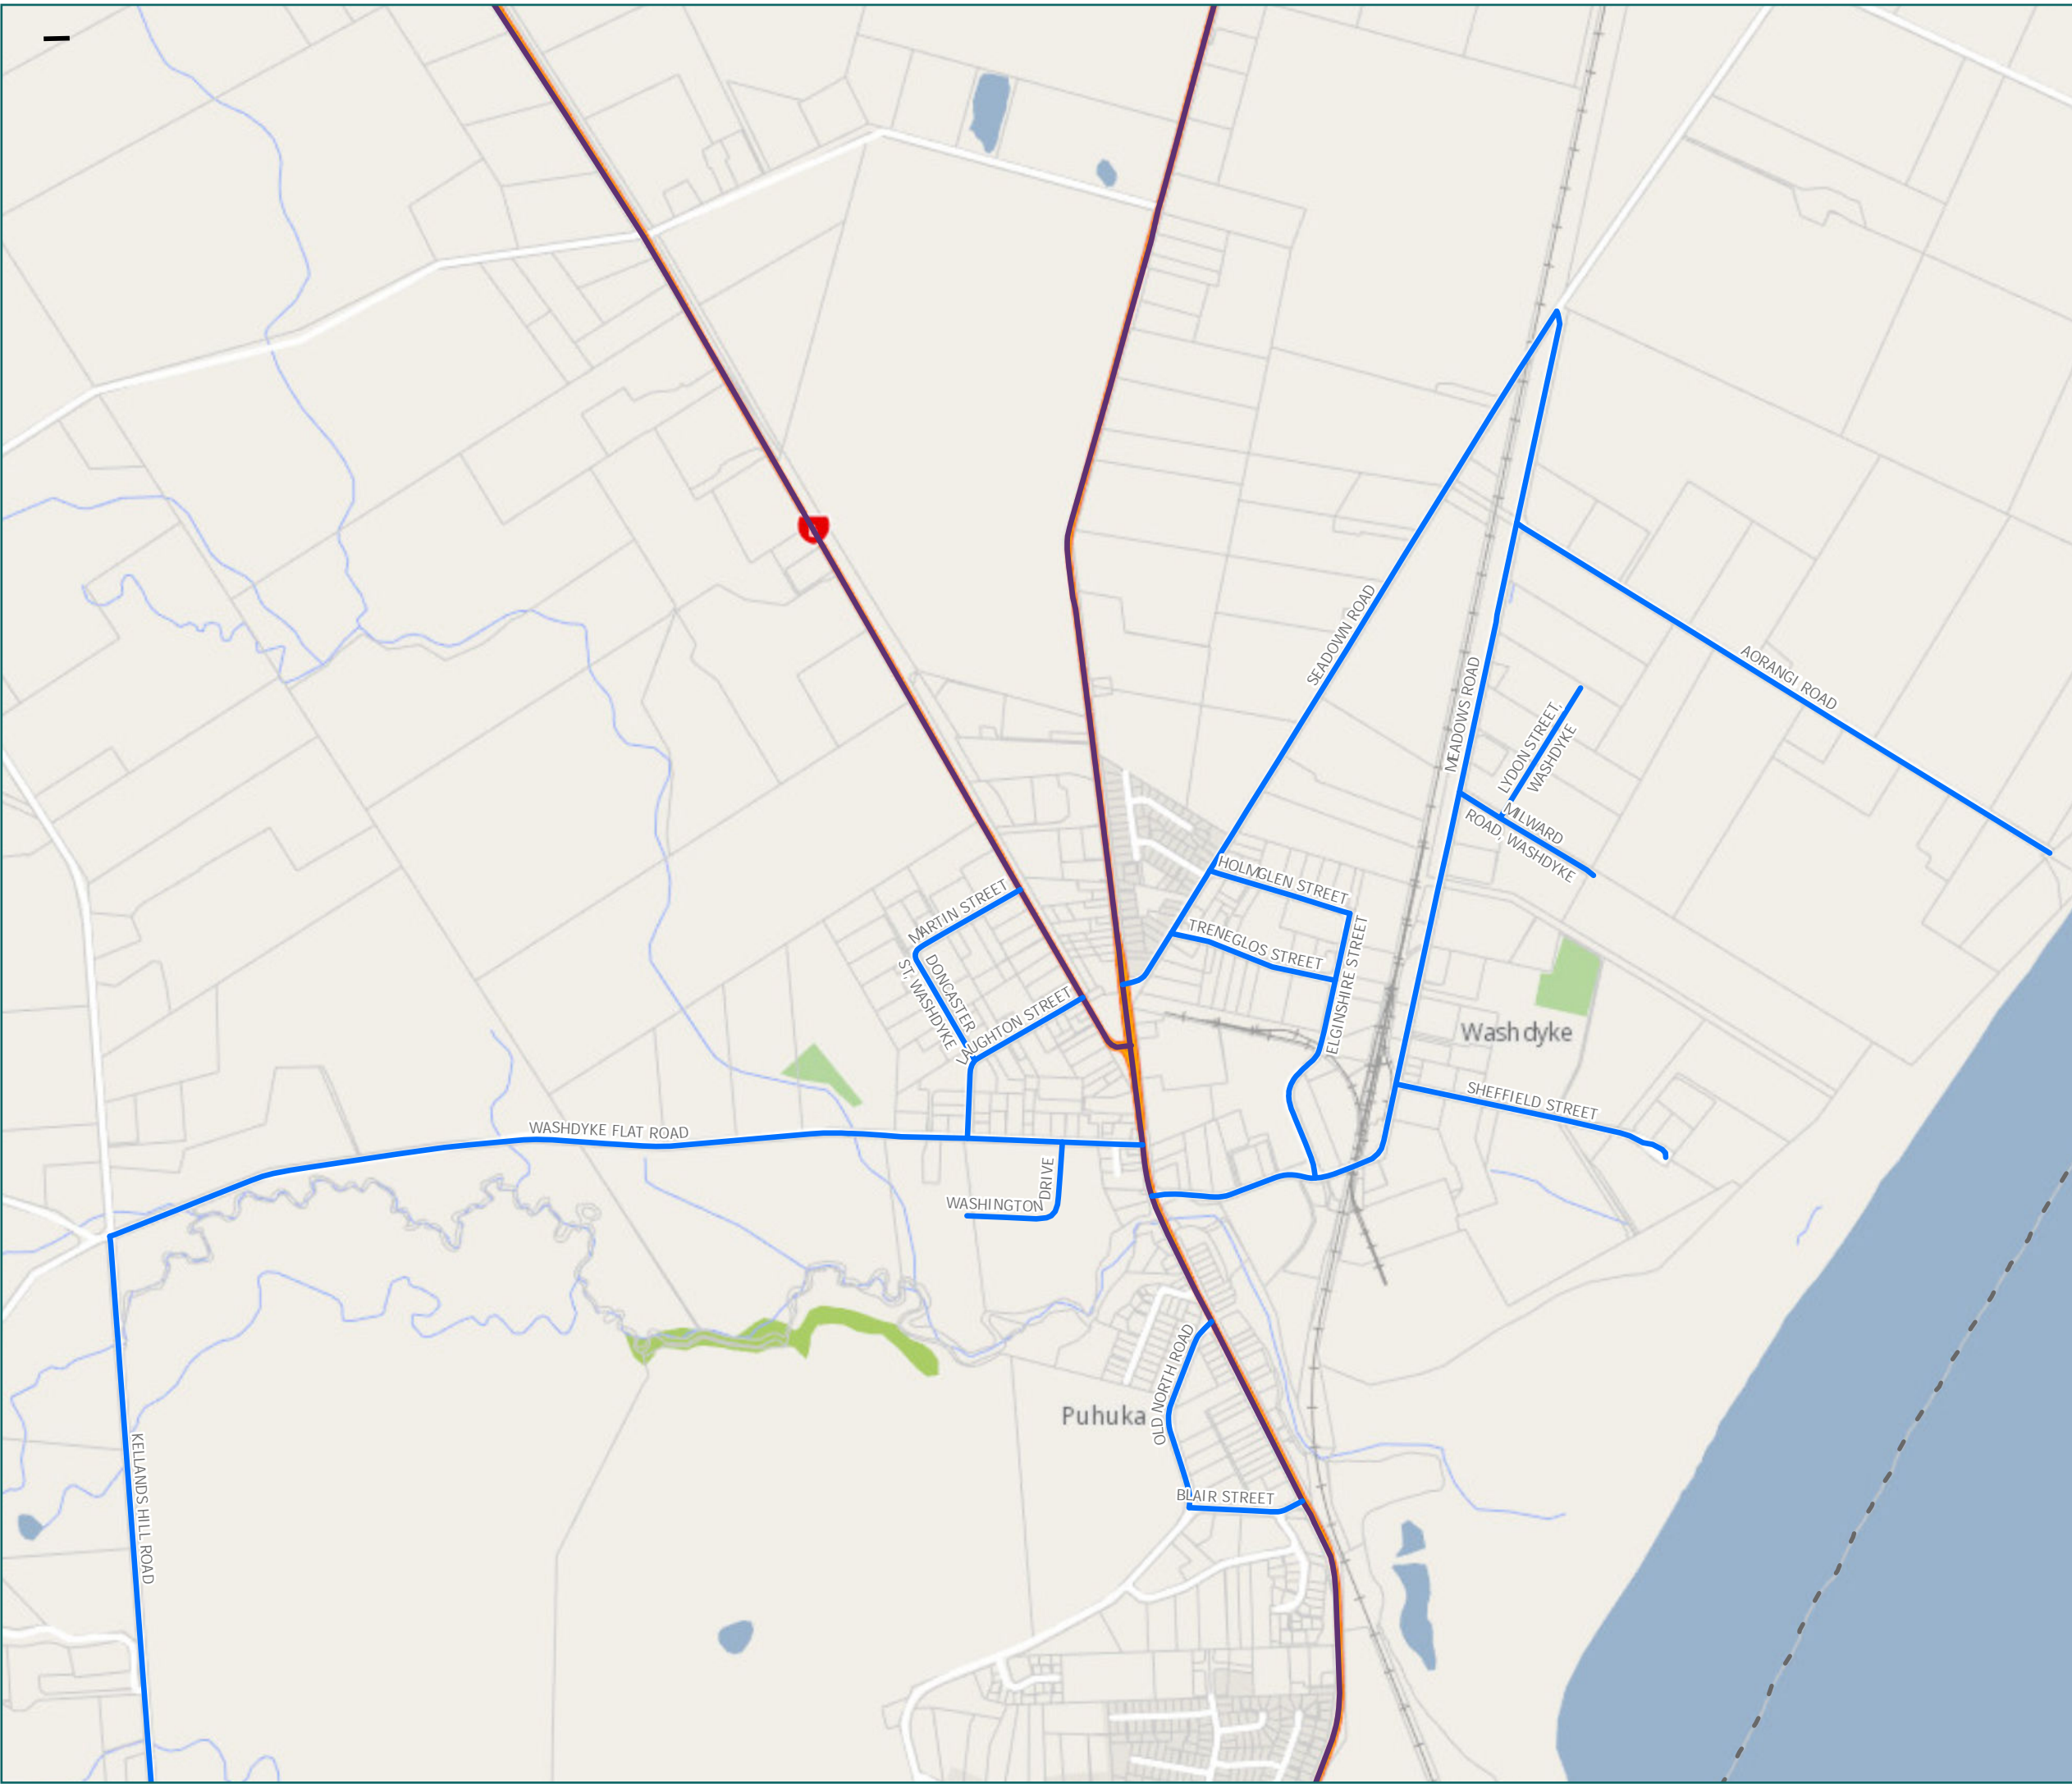 SEADOWN ROAD
AORANGI ROAD
MEADOWS ROAD
LYDON STREET,
WASHDYKE
MILWARD
ROAD, WASHDYKE
HOLMGLEN STREET
MARTIN STREET
TRENEGLOS STREET
ELGINSHIRE STREET
DONCASTER
ST, WASHDYKE
LAUGHTON STREET
Washdyke
SHEFFIELD STREET
WASHDYKE FLAT ROAD
WASHINGTON
DRIVE
OLD NORTH ROAD
Puhuka
KELLANDS HILL ROAD
BLAIR STREET